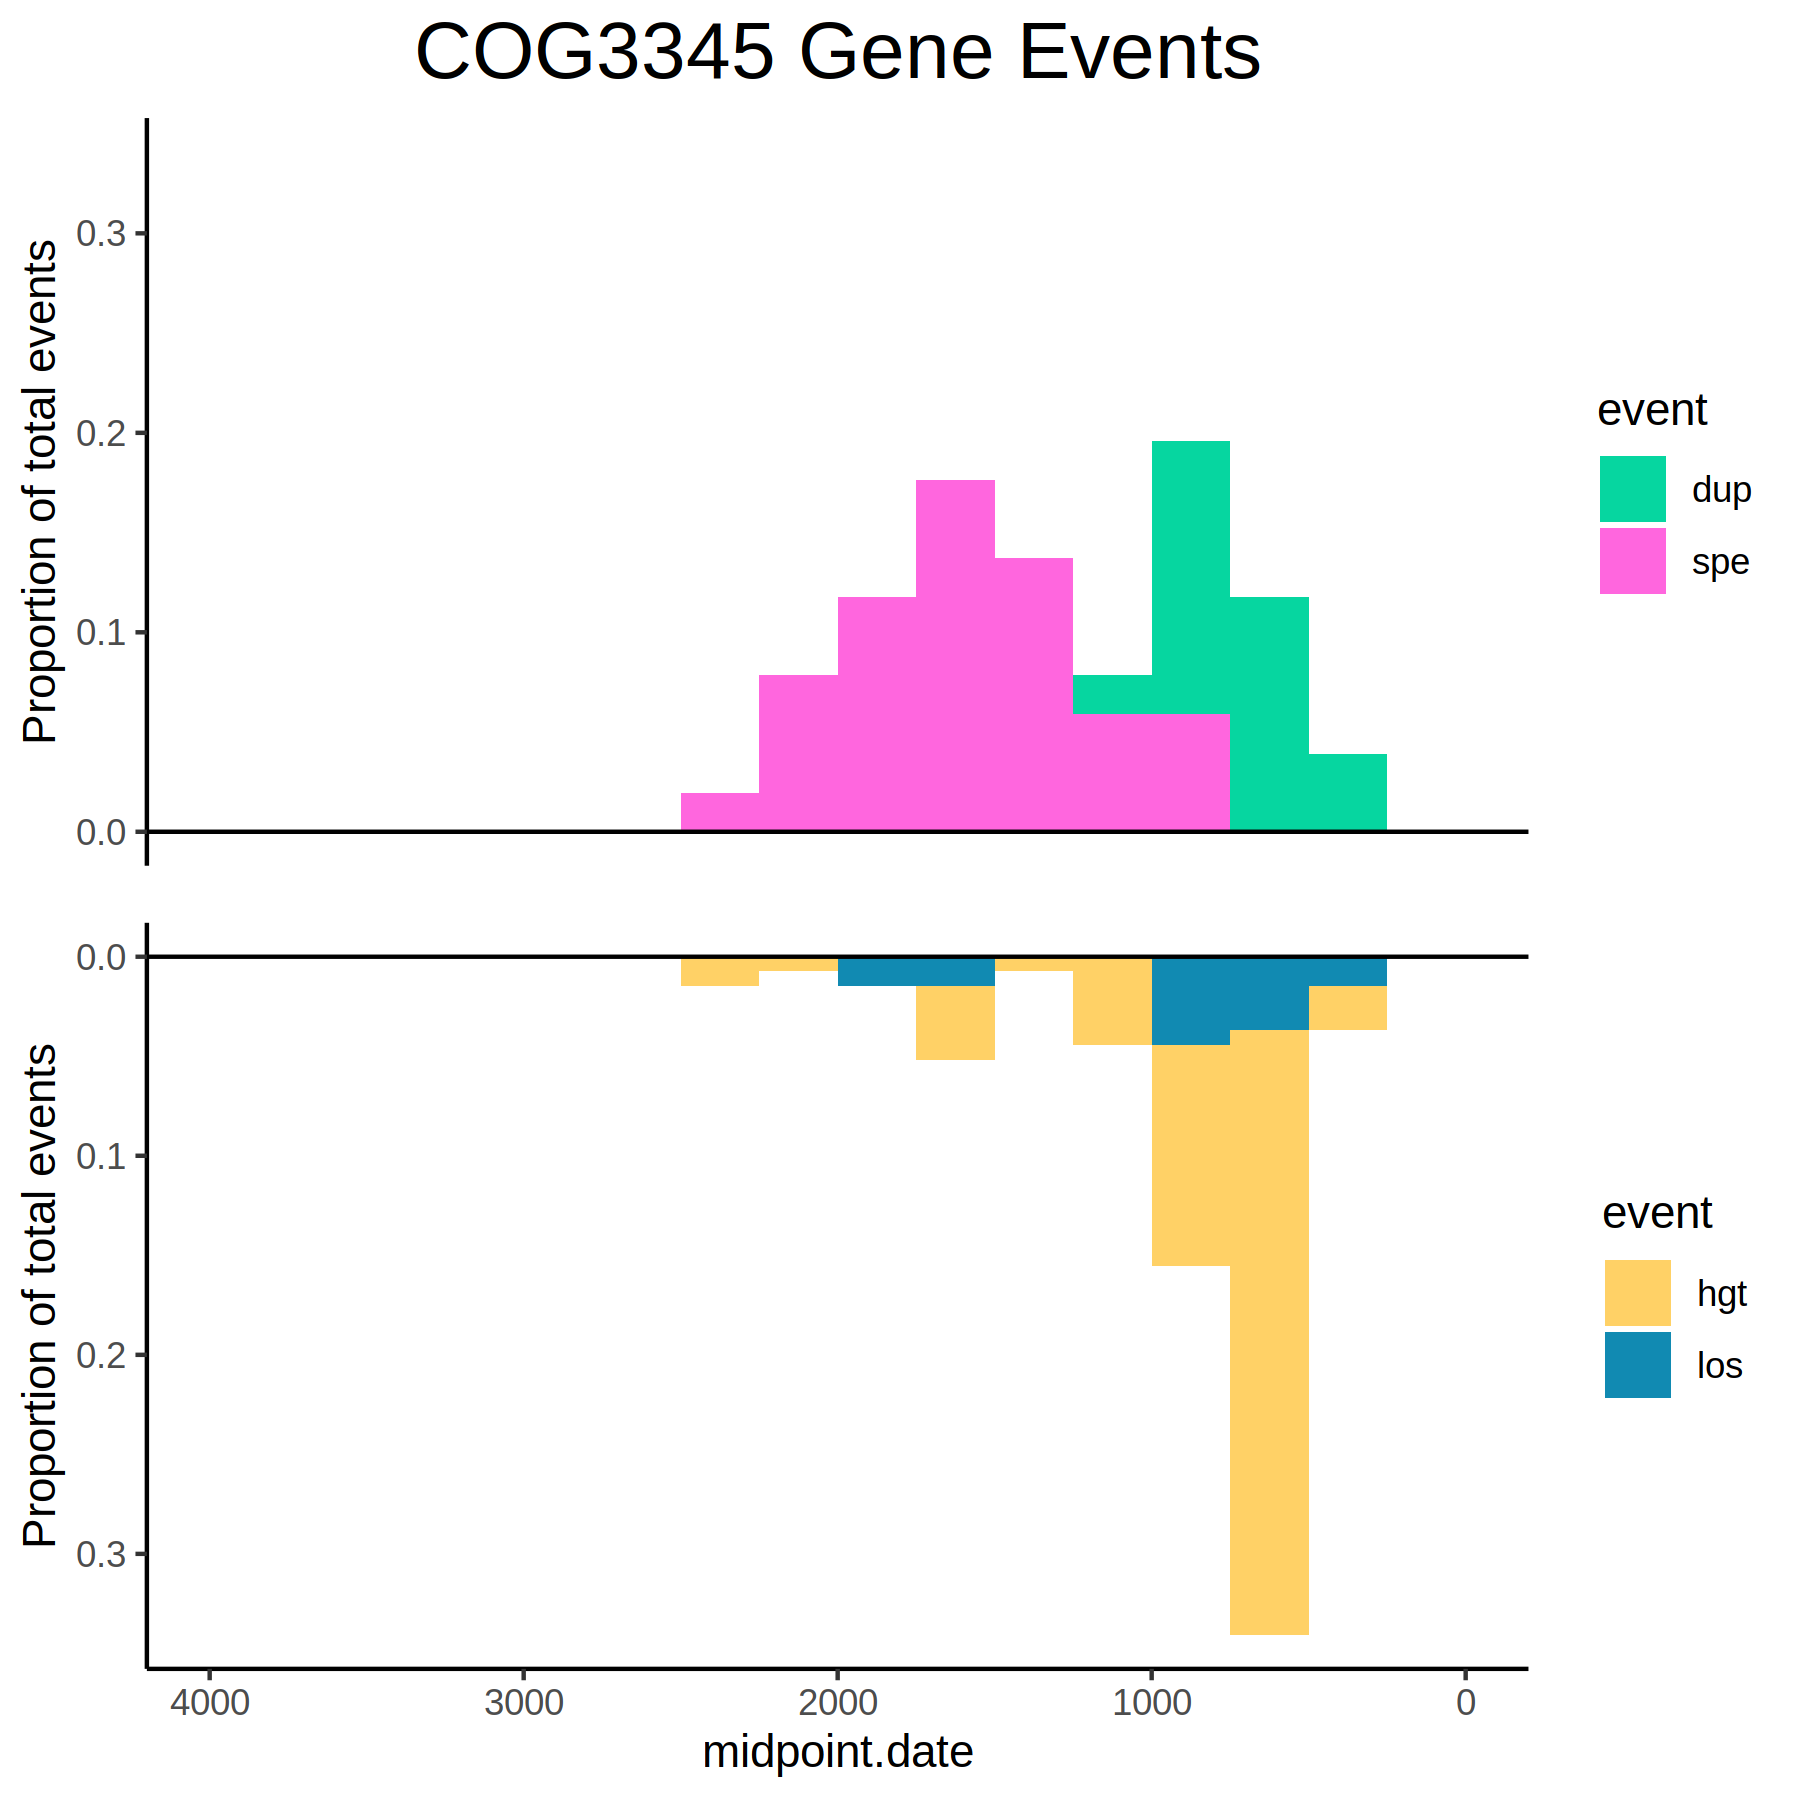 COG3345 Gene Events
Proportion of total events
0.3
0.2
0.1
0.0
event
dup
spe
Proportion of total events
0.0
0.1
0.2
0.3
event
hgt
los
4000 3000 2000 1000 0
midpoint.date